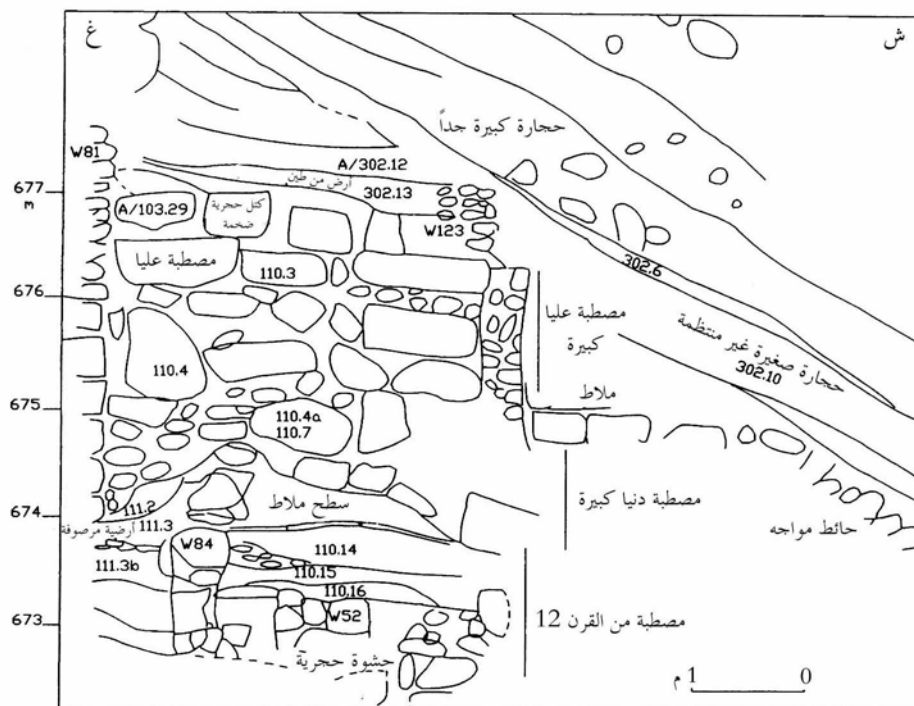 غ
ش
حجارة كبيرة جداً
W81
A/302.12
أرض من طين
302.13
677
m
A/103.29
كتل حجرية
ضخمة
W123
مصطبة عليا
110.3
302.6
676
مصطبة عليا
كبيرة
حجارة صغيرة غير منتظمة
302.10
110.4
ملاط
675
110.4a
110.7
مصطبة دنيا كبيرة
سطح ملاط
111.2
674
111.3
أرضية مرصوفة
حائط مواجه
W84
110.14
111.3b
110.15
110.16
W52
673
مصطبة من القرن 12
حشوة حجرية
م 1
0